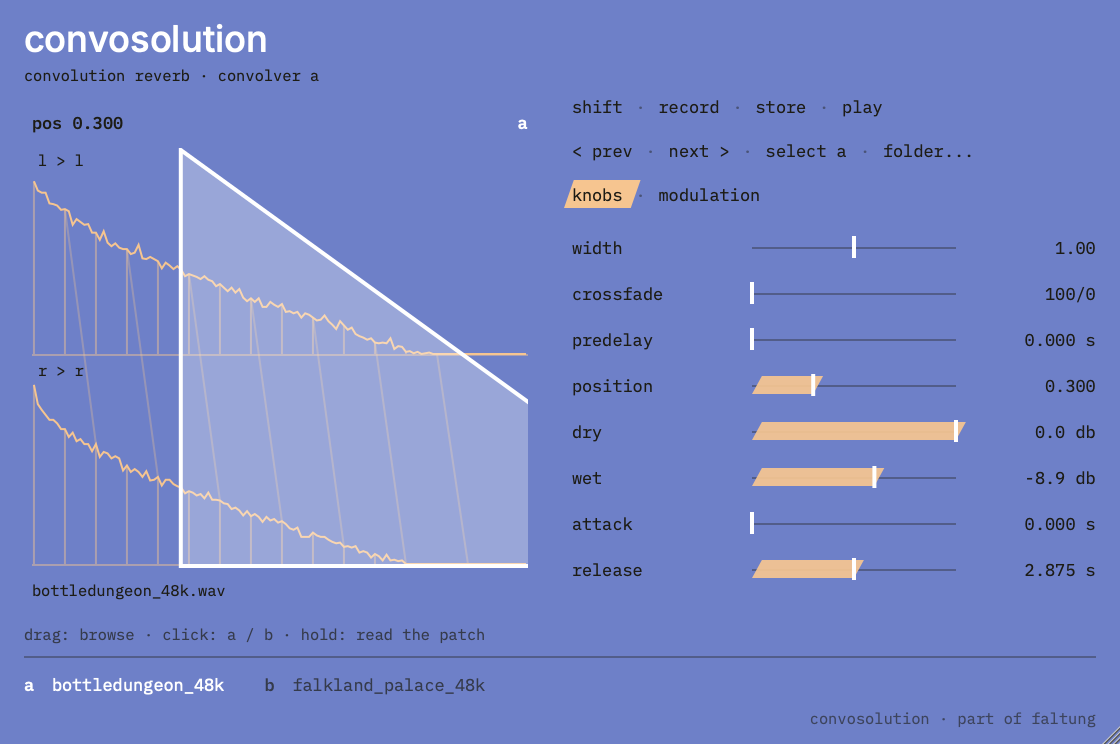 convosolution
convolution reverb · convolver a
pos 0.300
a
l > l
r > r
bottledungeon_48k.wav
drag: browse · click: a / b · hold: read the patch
shift · record · store · play
< prev · next > · select a · folder...
knobs · modulation
width 1.00
crossfade 100/0
predelay 0.000 s
position 0.300
dry 0.0 db
wet -8.9 db
attack 0.000 s
release 2.875 s
a bottledungeon_48k b falkland_palace_48k
convosolution · part of faltung